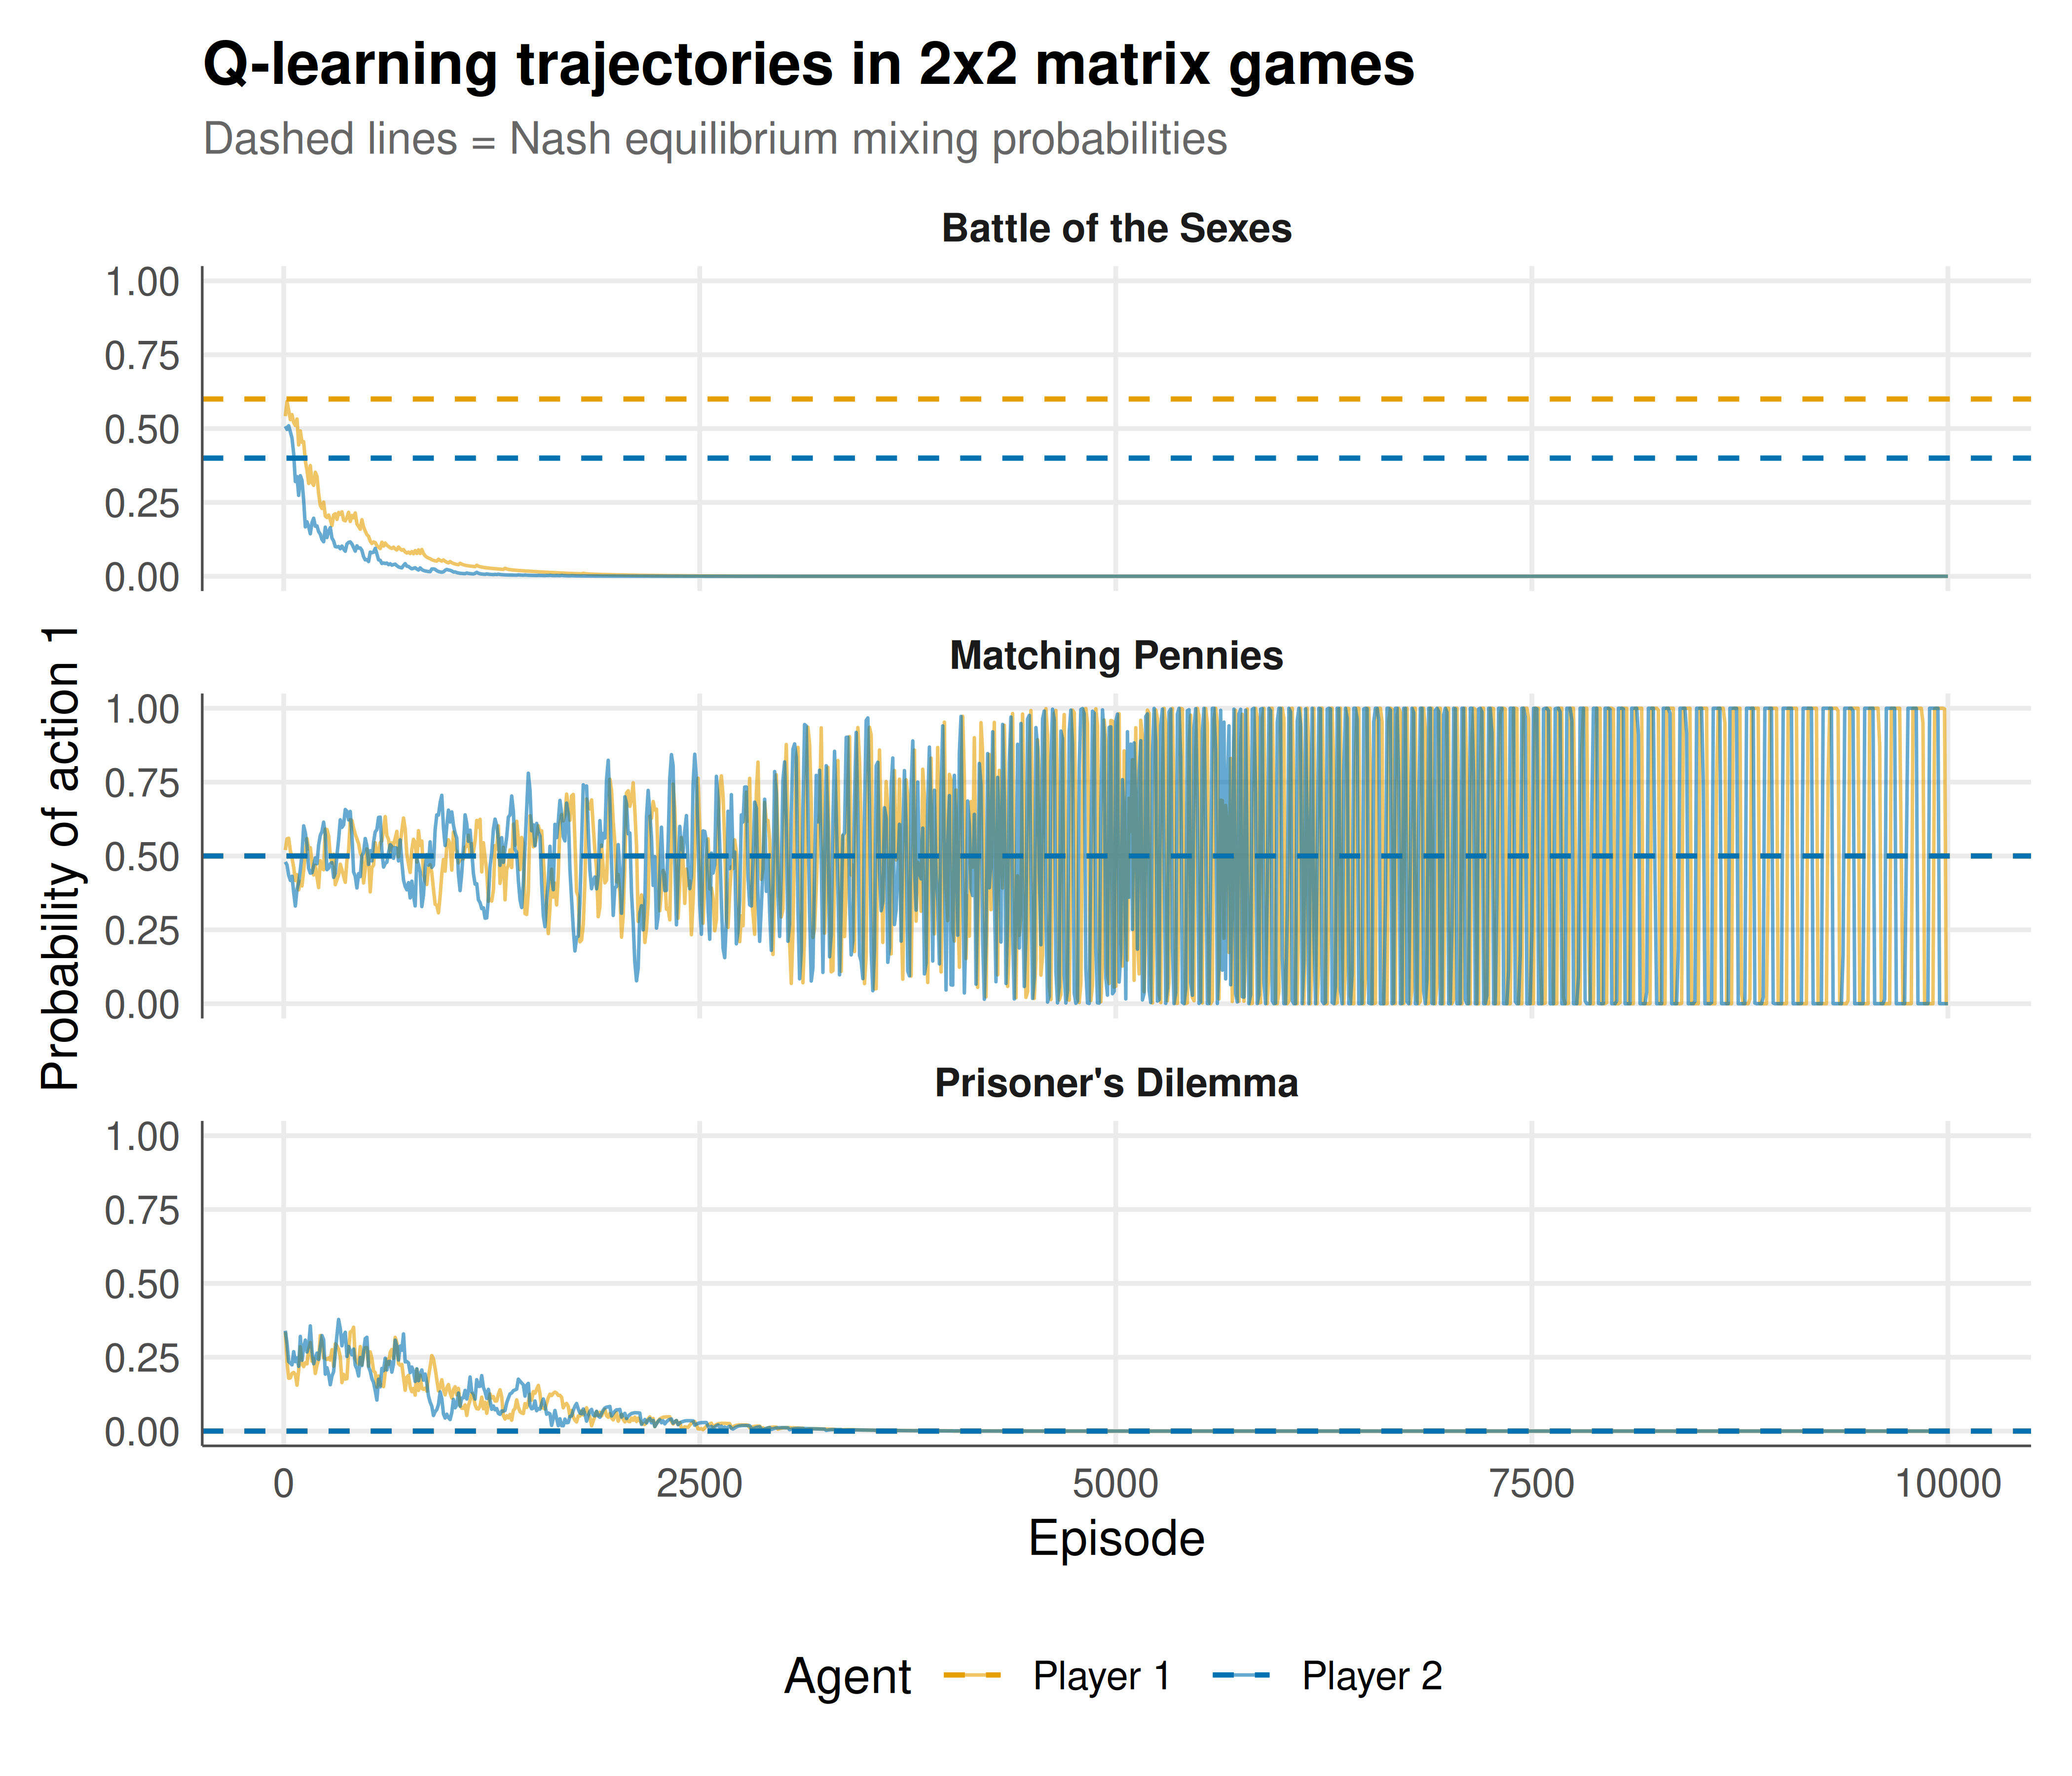 Q-learning trajectories in 2x2 matrix games
Dashed lines = Nash equilibrium mixing probabilities
Probability of action 1
Battle of the Sexes
1.00
0.75
0.50
0.25
0.00
Matching Pennies
1.00
0.75
0.50
0.25
0.00
Prisoner's Dilemma
1.00
0.75
0.50
0.25
0.00
0 2500 5000 7500 10000
Episode
Agent Player 1 Player 2